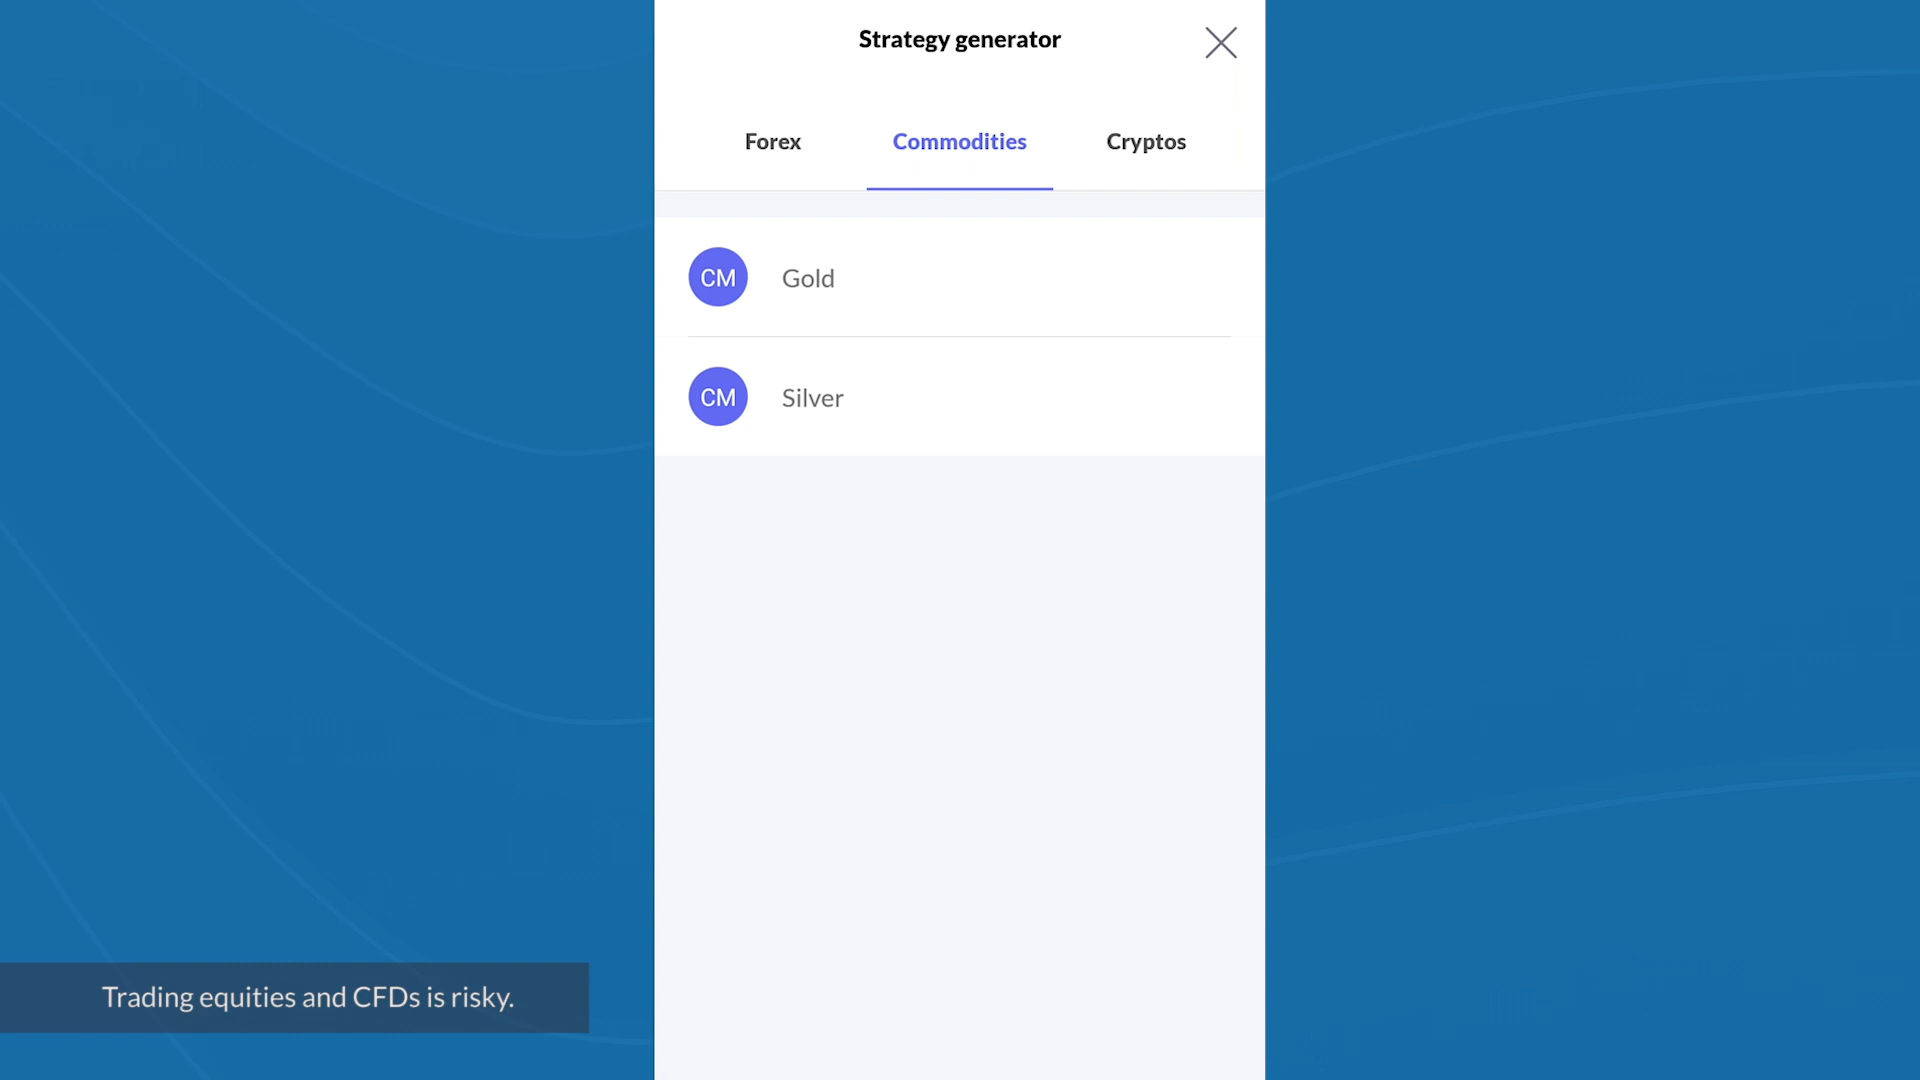 Strategy generator
Forex
Commodities
Cryptos
CM
Gold
CM
Silver
Trading equities and CFDs is risky.